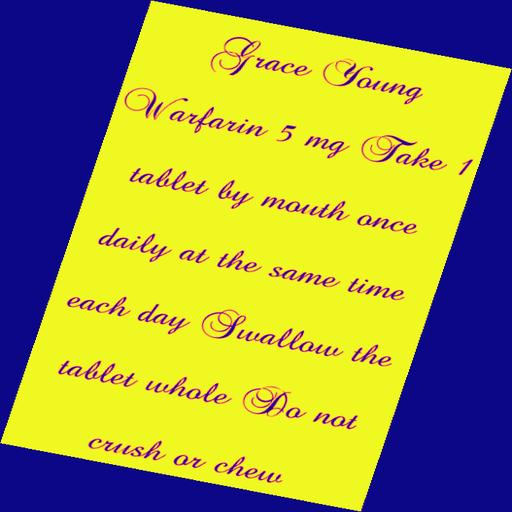 Grace Young
Warfarin 5 mg Take 1
tablet by mouth once
daily at the same time
each day Swallow the
tablet whole Do not
crush or chew